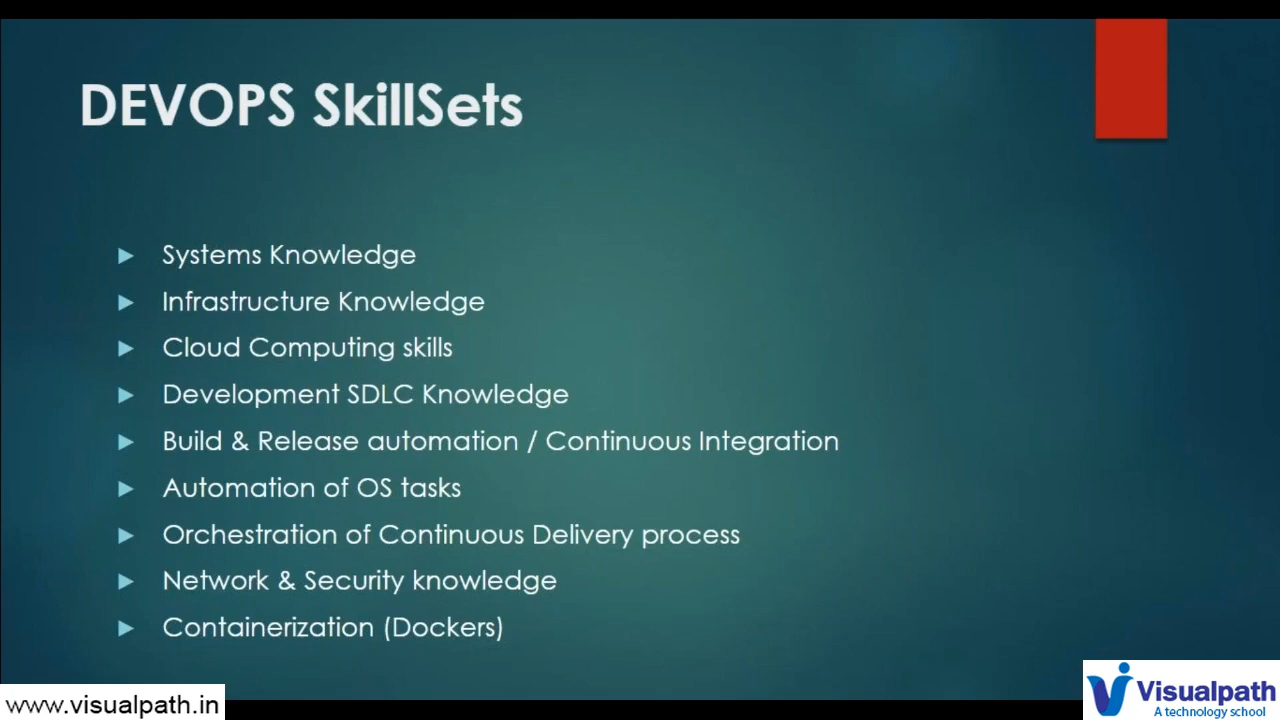 DEVOPS SkillSets
Systems Knowledge
Infrastructure Knowledge
Cloud Computing skills
Development SDLC Knowledge
Build & Release automation / Continuous Integration
Automation of OS tasks
Orchestration of Continuous Delivery process
Network & Security knowledge
Containerization (Dockers)
www.visualpath.in
Visualpath
A technology school